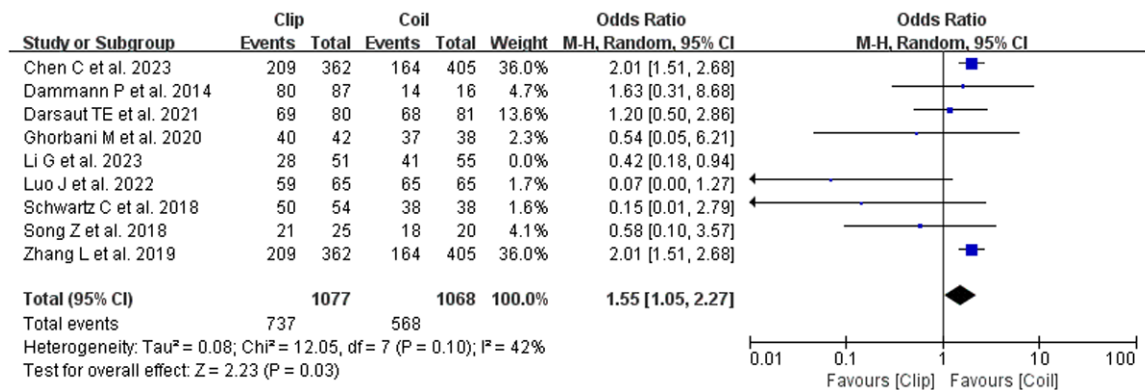 Clip Coil Odds Ratio Odds Ratio
Study or Subgroup Events Total Events Total Weight M-H, Random, 95% CI M-H, Random, 95% CI
Chen C et al. 2023 209 362 164 405 36.0% 2.01 [1.51, 2.68]
Dammann P et al. 2014 80 87 14 16 4.7% 1.63 [0.31, 8.68]
Darsaut TE et al. 2021 69 80 68 81 13.6% 1.20 [0.50, 2.86]
Ghorbani M et al. 2020 40 42 37 38 2.3% 0.54 [0.05, 6.21]
Li G et al. 2023 28 51 41 55 0.0% 0.42 [0.18, 0.94]
Luo J et al. 2022 59 65 65 65 1.7% 0.07 [0.00, 1.27]
Schwartz C et al. 2018 50 54 38 38 1.6% 0.15 [0.01, 2.79]
Song Z et al. 2018 21 25 18 20 4.1% 0.58 [0.10, 3.57]
Zhang L et al. 2019 209 362 164 405 36.0% 2.01 [1.51, 2.68]
Total (95% CI) 1077 1068 100.0% 1.55 [1.05, 2.27]
Total events 737 568
Heterogeneity: Tau² = 0.08; Chi² = 12.05, df = 7 (P = 0.10); I² = 42%
Test for overall effect: Z = 2.23 (P = 0.03)
0.01 0.1 1 10 100
Favours [Clip] Favours [Coil]